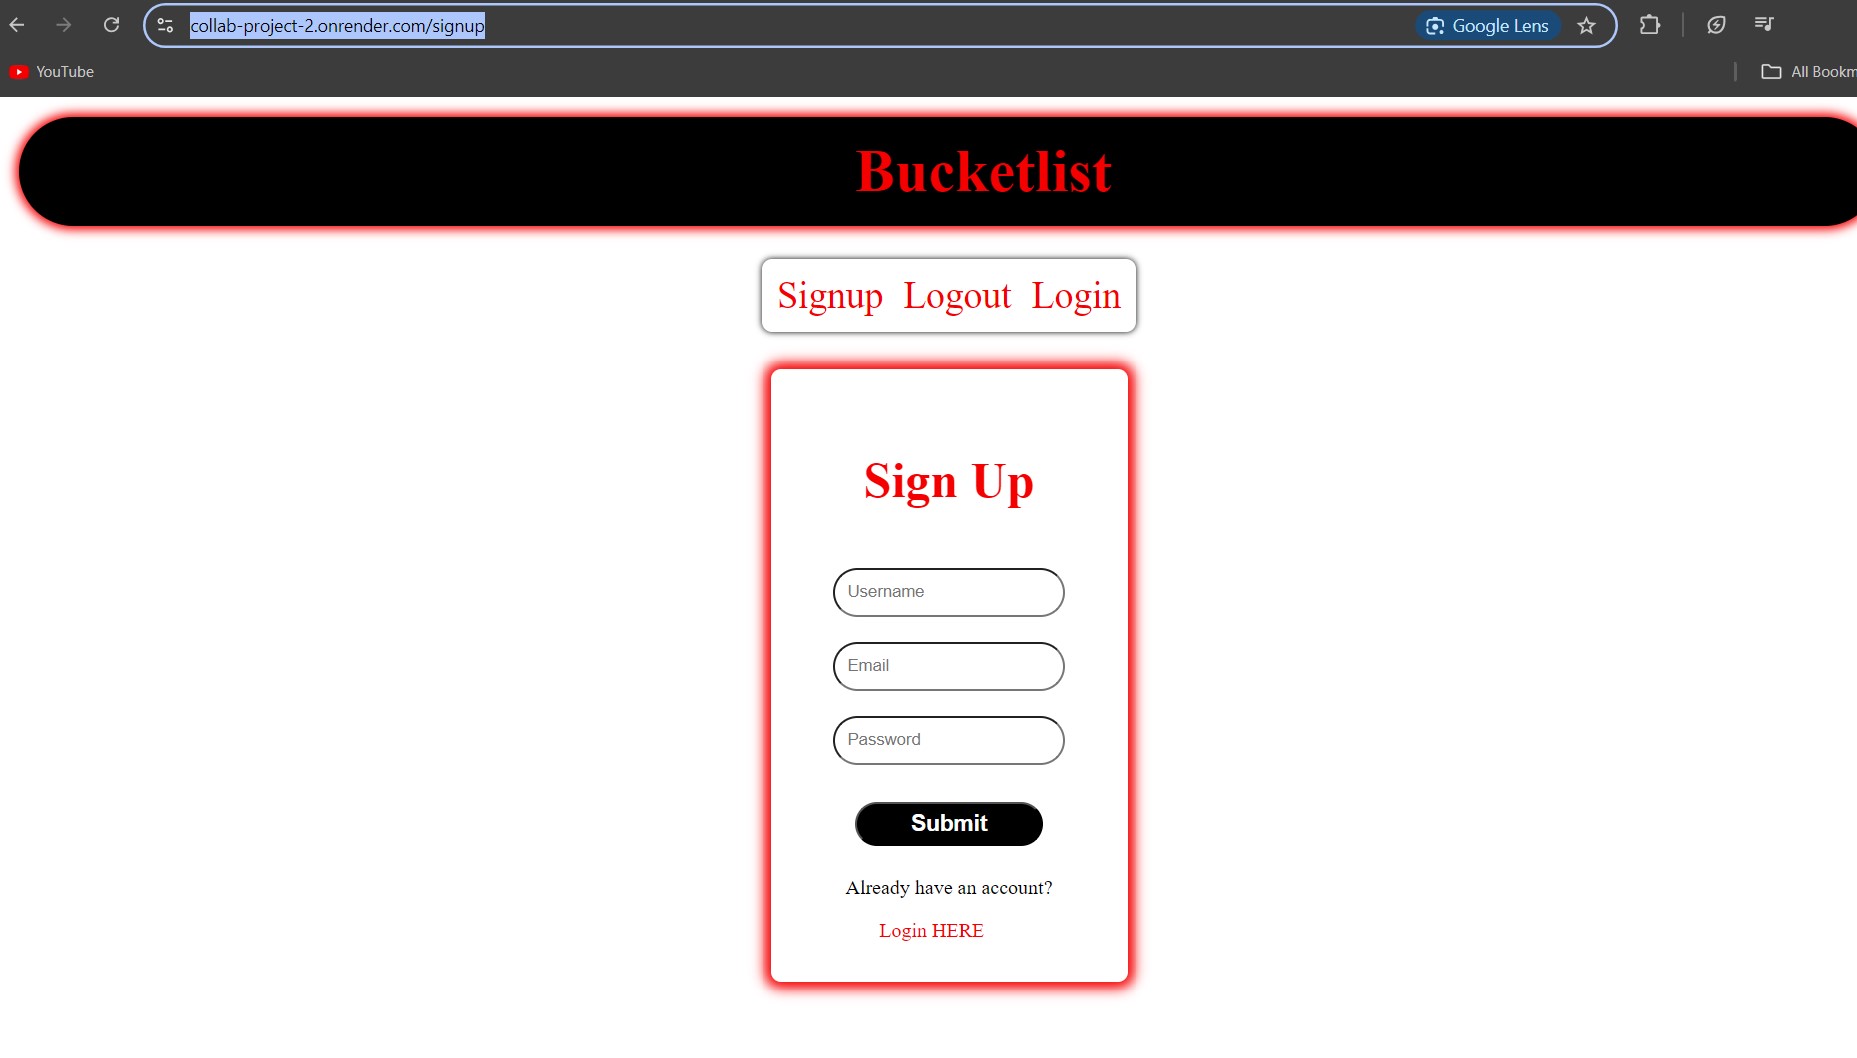 collab-project-2.onrender.com/signup Google Lens
YouTube All Bookm
Bucketlist
Signup Logout Login
Sign Up
Username
Email
Password
Submit
Already have an account?
Login HERE